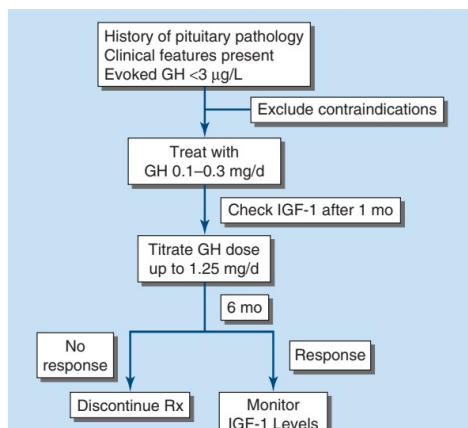 History of pituitary pathology
Clinical features present
Evoked GH <3 μg/L
Exclude contraindications
Treat with
GH 0.1–0.3 mg/d
Check IGF-1 after 1 mo
Titrate GH dose
up to 1.25 mg/d
6 mo
No
response
Response
Discontinue Rx
Monitor
IGF-1 Levels